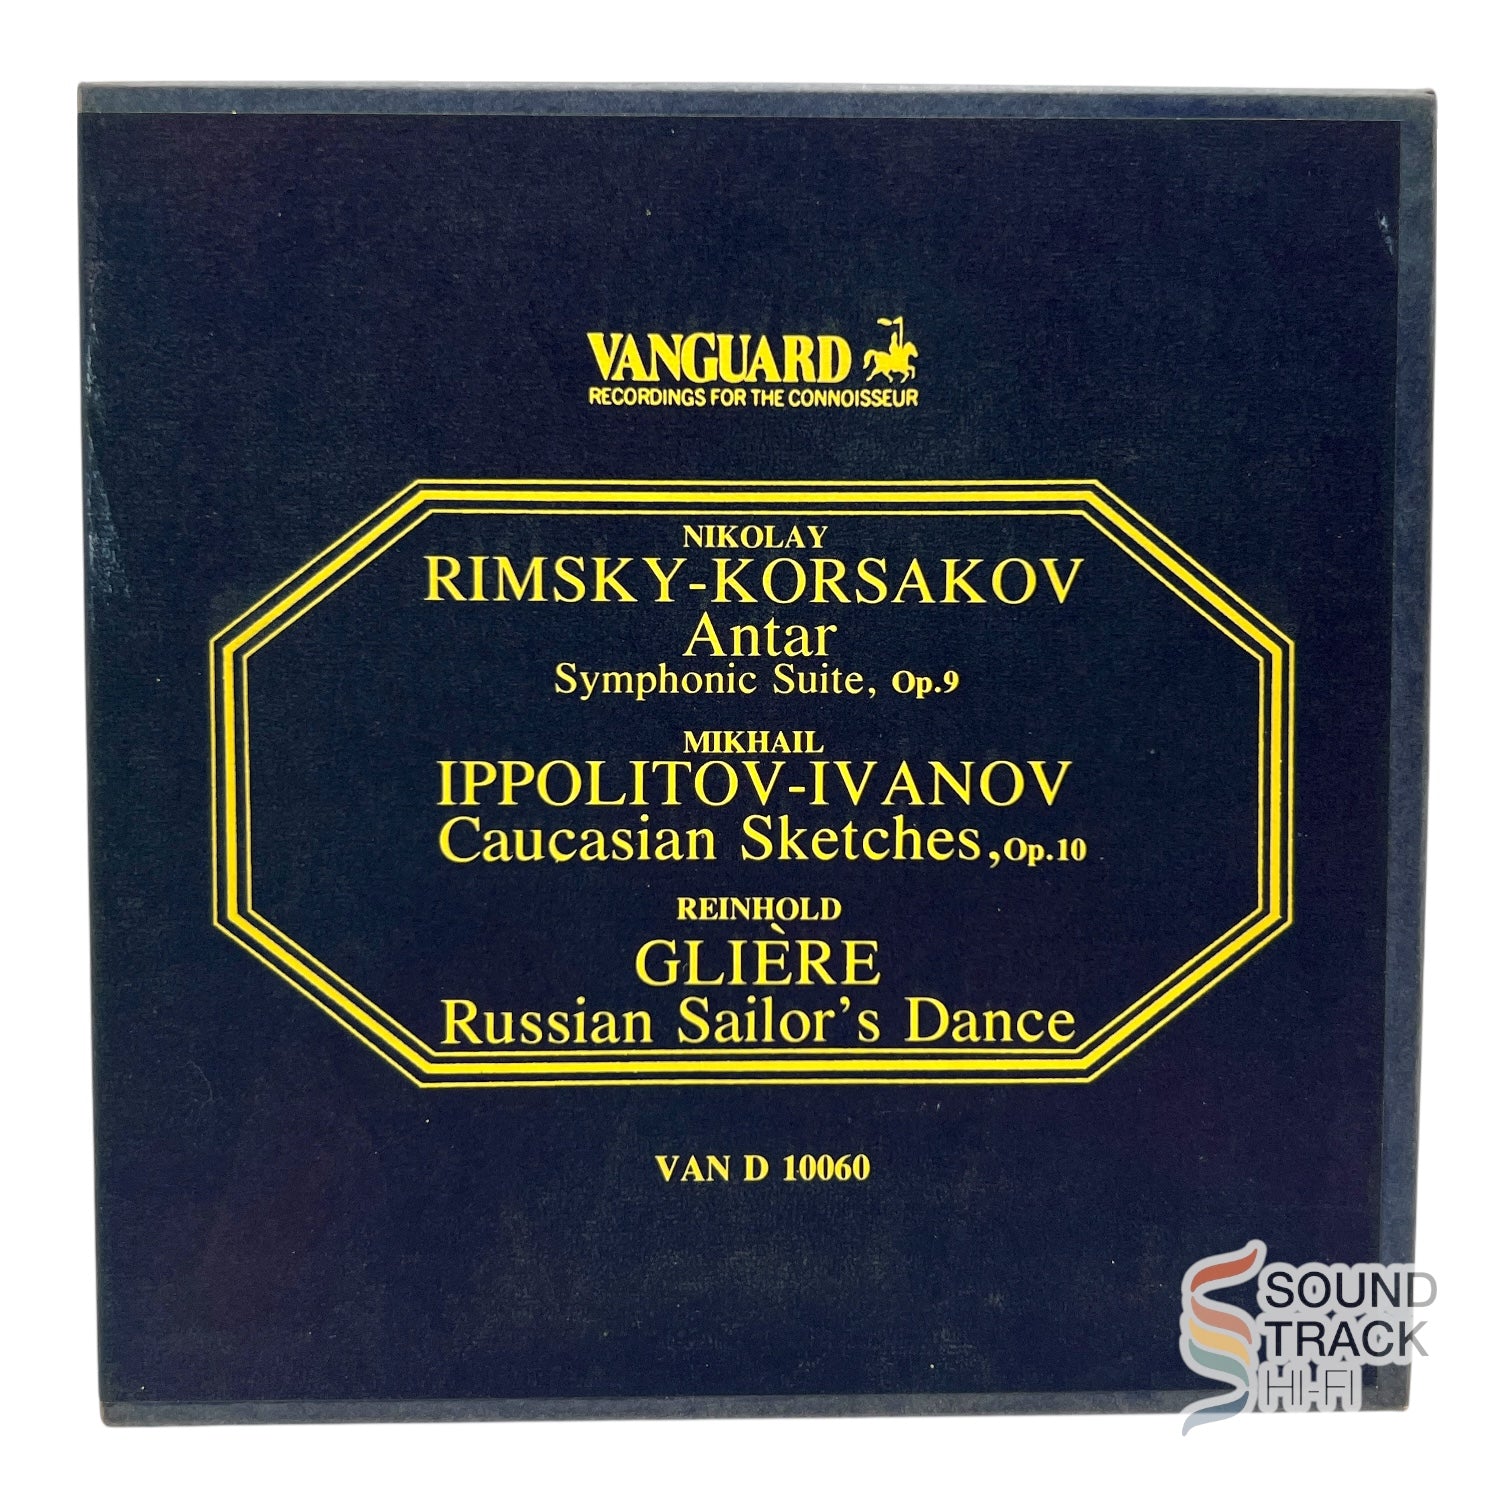 VANGUARD
RECORDINGS FOR THE CONNOISSEUR
NIKOLAY
RIMSKY-KORSAKOV
Antar
Symphonic Suite, Op.9
MIKHAIL
IPPOLITOV-IVANOV
Caucasian Sketches,Op.10
REINHOLD
GLIÈRE
Russian Sailor's Dance
VAN D 10060
SOUND
TRACK
HI-FI